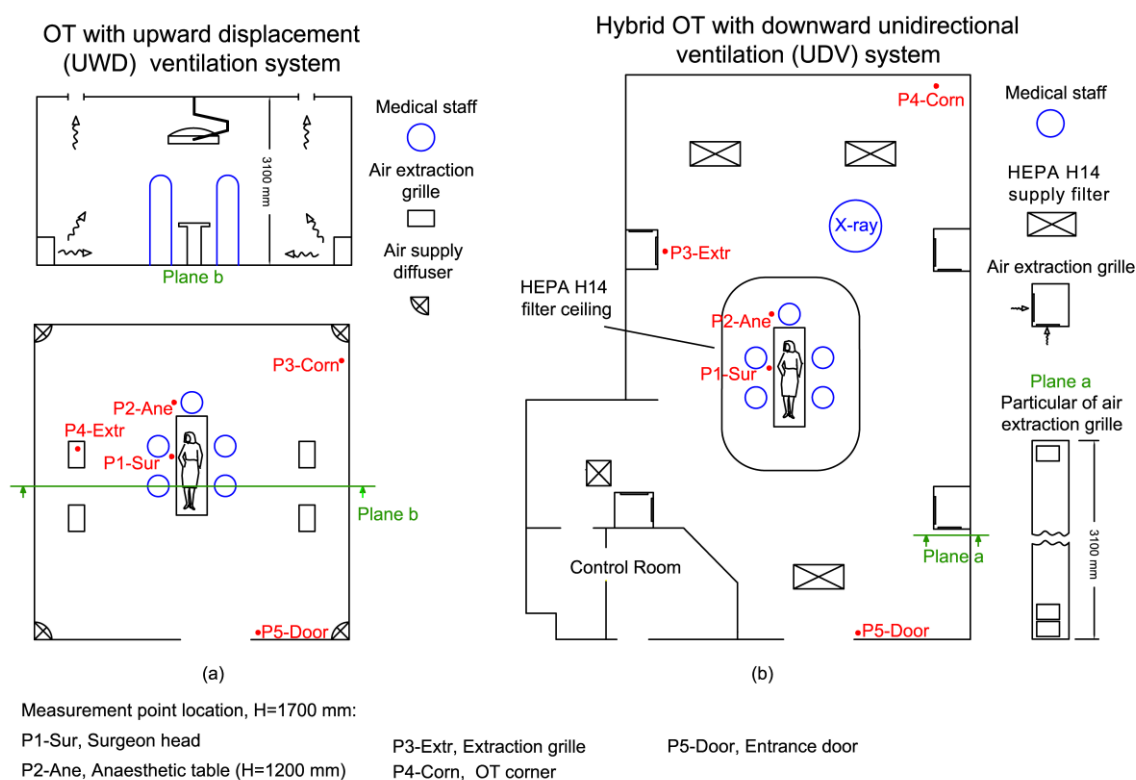 OT with upward displacement
(UWD) ventilation system
Medical staff
Air extraction
grille
Air supply
diffuser
3100 mm
Plane b
P3-Corn
P2-Ane
P4-Extr
P1-Sur
Plane b
P5-Door
(a)
Hybrid OT with downward unidirectional
ventilation (UDV) system
P4-Corn
Medical staff
HEPA H14
supply filter
X-ray
P3-Extr
Air extraction grille
HEPA H14
filter ceiling
P2-Ane
P1-Sur
Plane a
Particular of air
extraction grille
3100 mm
Plane a
Control Room
P5-Door
(b)
Measurement point location, H=1700 mm:
P1-Sur, Surgeon head
P2-Ane, Anaesthetic table (H=1200 mm)
P3-Extr, Extraction grille
P4-Corn, OT corner
P5-Door, Entrance door